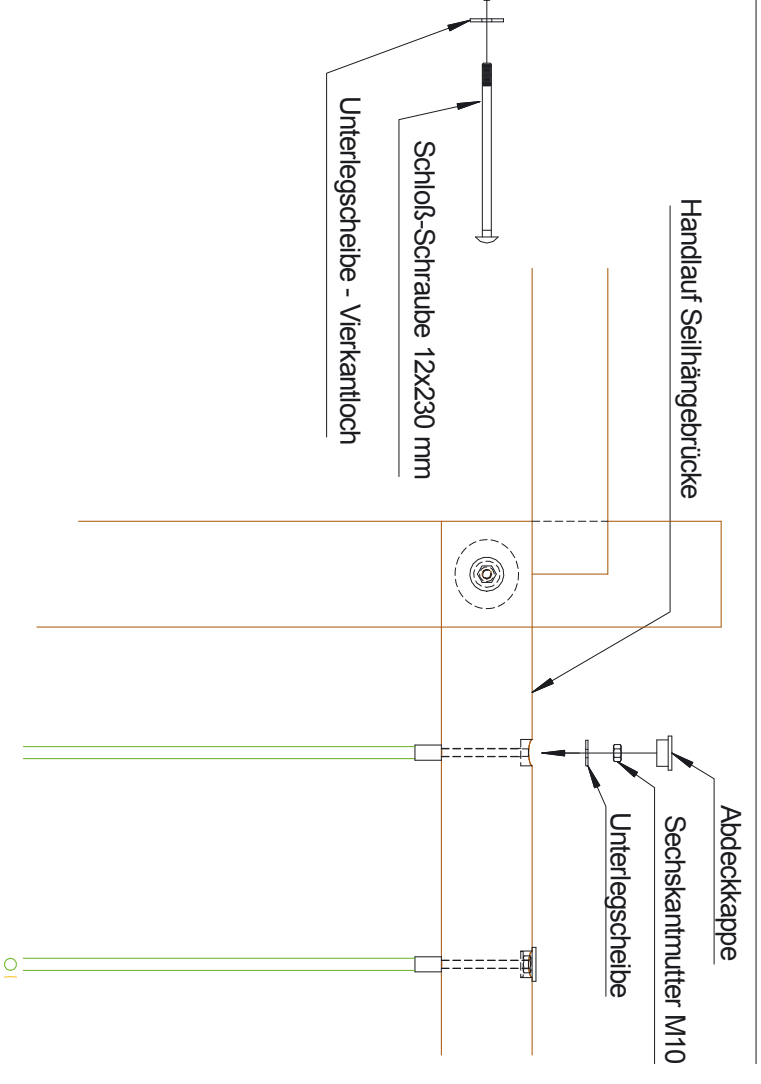 Abdeckkappe
Sechskantmutter M10
Unterlegscheibe
Handlauf Seilhängebrücke
Schloß-Schraube 12x230 mm
Unterlegscheibe - Vierkantloch